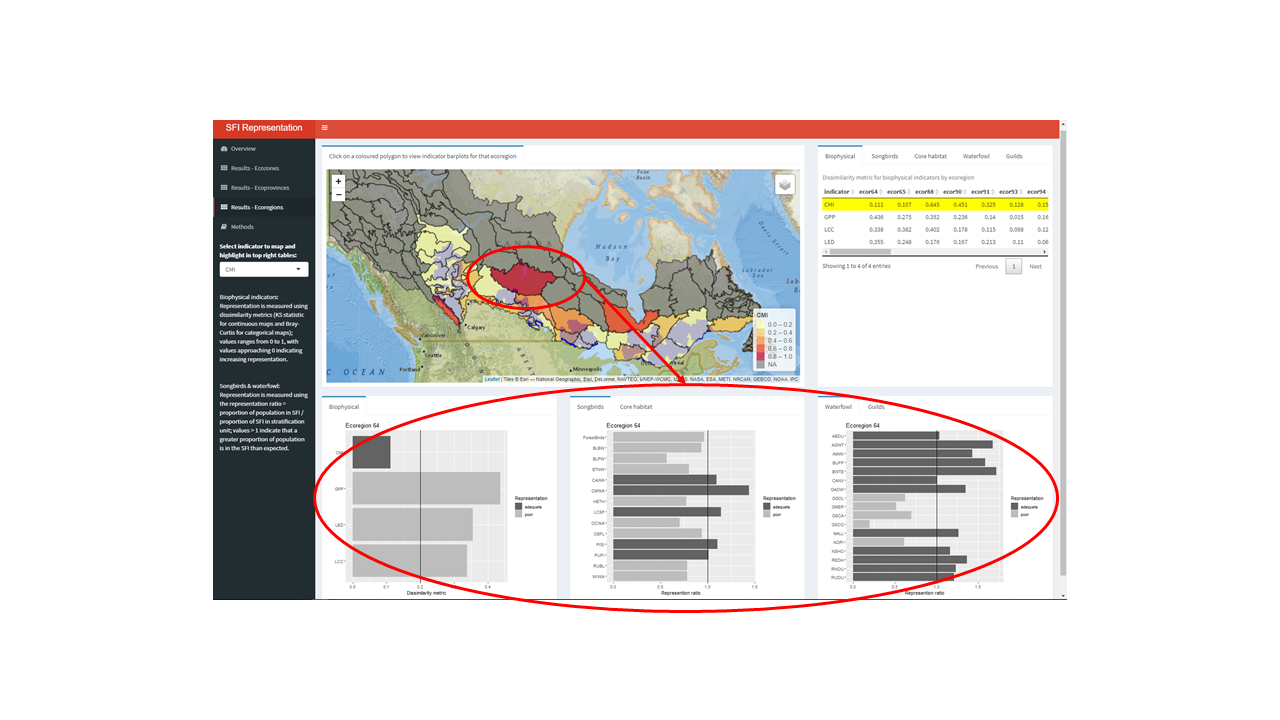 SFI Representation
Overview
Results - Ecozones
Results - Ecoprovinces
Results - Ecoregions
Methods
Select indicator to map and
highlight in top right tables:
CMI
Biophysical indicators:
Representation is measured using
dissimilarity metrics (KS statistic
for continuous maps and Bray-
Curtis for categorical maps);
values ranges from 0 to 1, with
values approaching 0 indicating
increasing representation.
Songbirds & waterfowl:
Representation is measured using
the representation ratio =
proportion of population in SFI /
proportion of SFI in stratification
unit; values > 1 indicate that a
greater proportion of population
is in the SFI than expected.
Click on a coloured polygon to view indicator barplots for that ecoregion
+
−
Foxe
Basin
Hudson
Bay
Davis Strait
Labrador
Sea
CANADA
Calgary
Vancouver
Seattle
Portland
Minneapolis
OCEAN
CMI
0.0 – 0.2
0.2 – 0.4
0.4 – 0.6
0.6 – 0.8
0.8 – 1.0
NA
Leaflet | Tiles © Esri — National Geographic, Esri, DeLorme, NAVTEQ, UNEP-WCMC, USGS, NASA, ESA, METI, NRCAN, GEBCO, NOAA, iPC
Biophysical Songbirds Core habitat Waterfowl Guilds
Dissimilarity metric for biophysical indicators by ecoregion
indicator ecor64 ecor65 ecor88 ecor90 ecor91 ecor93 ecor94
CMI 0.111 0.107 0.845 0.451 0.325 0.128 0.15
GPP 0.436 0.275 0.352 0.236 0.14 0.015 0.16
LCC 0.338 0.382 0.402 0.178 0.115 0.098 0.12
LED 0.355 0.248 0.176 0.167 0.213 0.11 0.06
Showing 1 to 4 of 4 entries
Previous 1 Next
Biophysical
Ecoregion 64
GPP
LED
LCC
0.0 0.2 0.4
Dissimilarity metric
Representation
adequate
poor
Songbirds Core habitat
Ecoregion 64
ForestBirds
BLBW
BLPW
BTNW
CAWA
CMWA
HETH
LCSP
OCWA
OSFL
PISI
PUFI
RUBL
WIWA
0.0 0.5 1.0 1.5
Represention ratio
Representation
adequate
poor
Waterfowl Guilds
Ecoregion 64
ABDU
AGWT
AMWI
BUFF
BWTE
CANV
GADW
GOGL
GMER
GSCA
GSCO
MALL
NOPI
NSHO
REDH
RNDU
RUDU
0.0 0.5 1.0 1.5
Represention ratio
Representation
adequate
poor